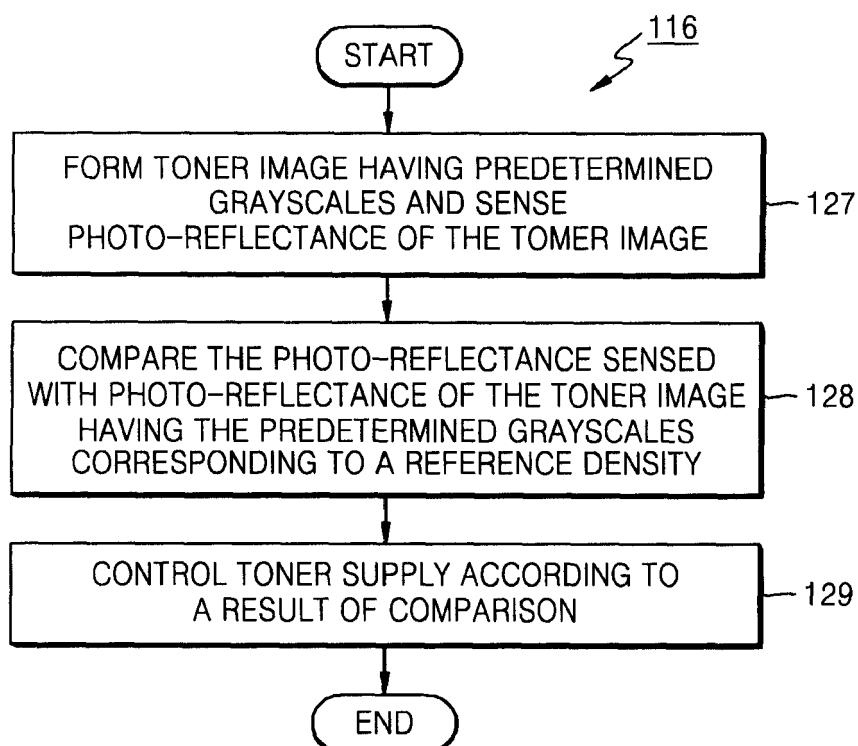 116
START
FORM TONER IMAGE HAVING PREDETERMINED
GRAYSCALES AND SENSE
PHOTO-REFLECTANCE OF THE TOMER IMAGE
127
COMPARE THE PHOTO-REFLECTANCE SENSED
WITH PHOTO-REFLECTANCE OF THE TONER IMAGE
HAVING THE PREDETERMINED GRAYSCALES
CORRESPONDING TO A REFERENCE DENSITY
128
CONTROL TONER SUPPLY ACCORDING TO
A RESULT OF COMPARISON
129
END